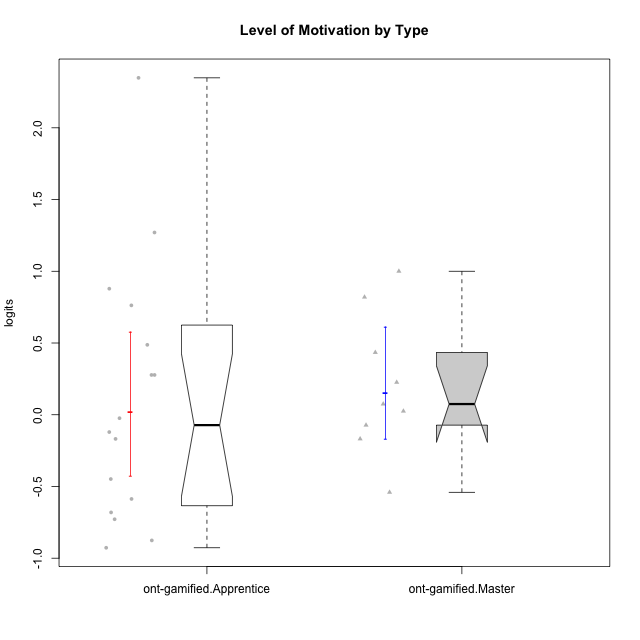 Level of Motivation by Type
logits
2.0
1.5
1.0
0.5
0.0
-0.5
-1.0
ont-gamified.Apprentice
ont-gamified.Master